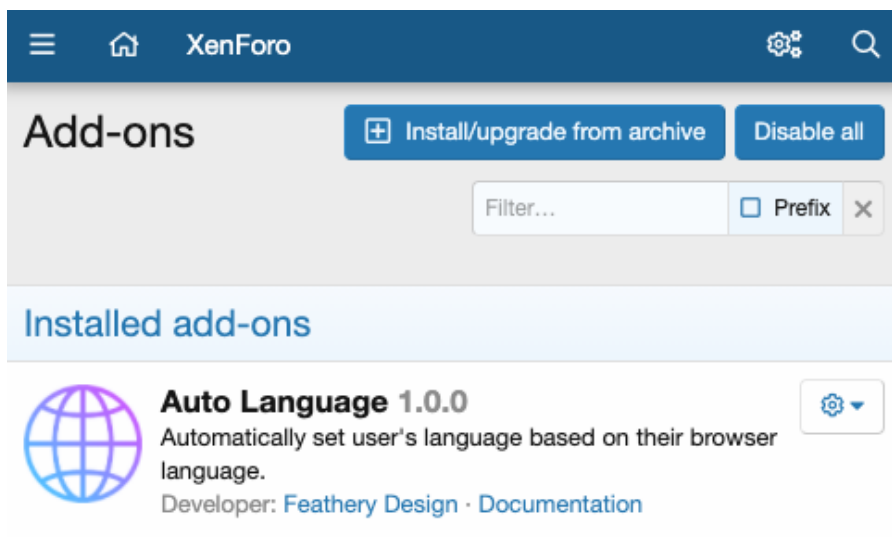 XenForo
Add-ons
Install/upgrade from archive
Disable all
Filter...
Prefix
Installed add-ons
Auto Language 1.0.0
Automatically set user's language based on their browser
language.
Developer: Feathery Design · Documentation